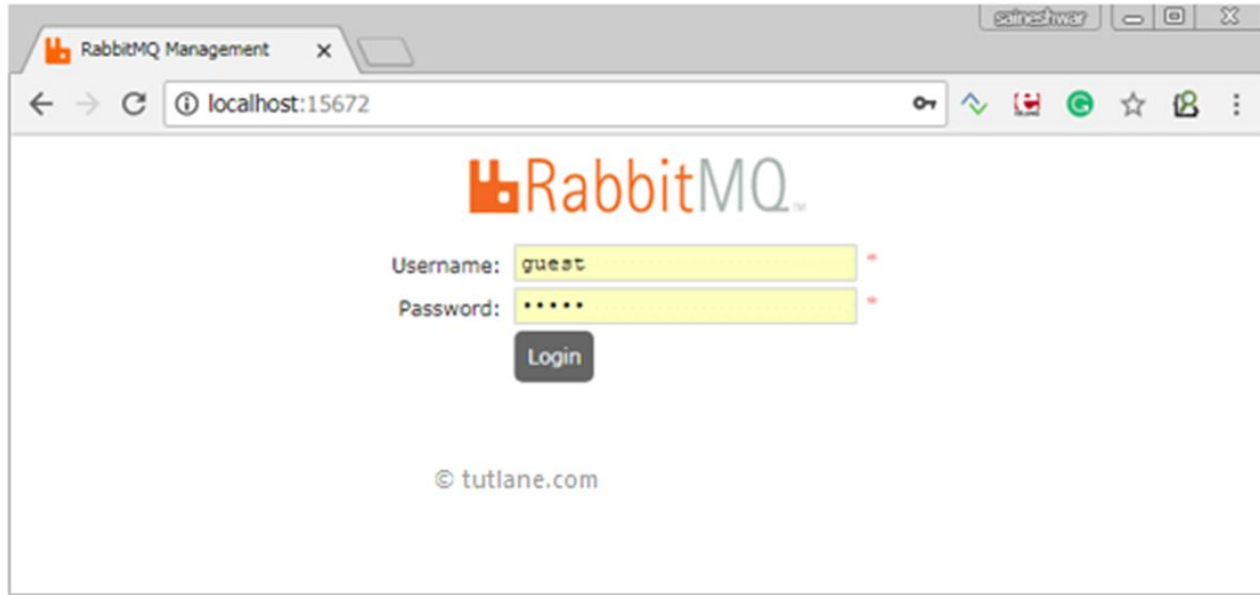 saineshwar
RabbitMQ Management
localhost:15672
RabbitMQ
Username: guest *
Password: ••••• *
Login
© tutlane.com